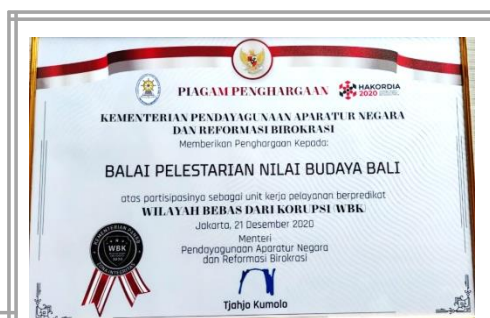 PIAGAM PENGHARGAAN
HAKORDIA
2020
KEMENTERIAN PENDAYAGUNAAN APARATUR NEGARA
DAN REFORMASI BIROKRASI
Memberikan Penghargaan Kepada:
BALAI PELESTARIAN NILAI BUDAYA BALI
atas partisipasinya sebagai unit kerja pelayanan berpredikat
WILAYAH BEBAS DARI KORUPSI (WBK)
Jakarta, 21 Desember 2020
Menteri
Pendayagunaan Aparatur Negara
dan Reformasi Birokrasi
WBK
Tjahjo Kumolo